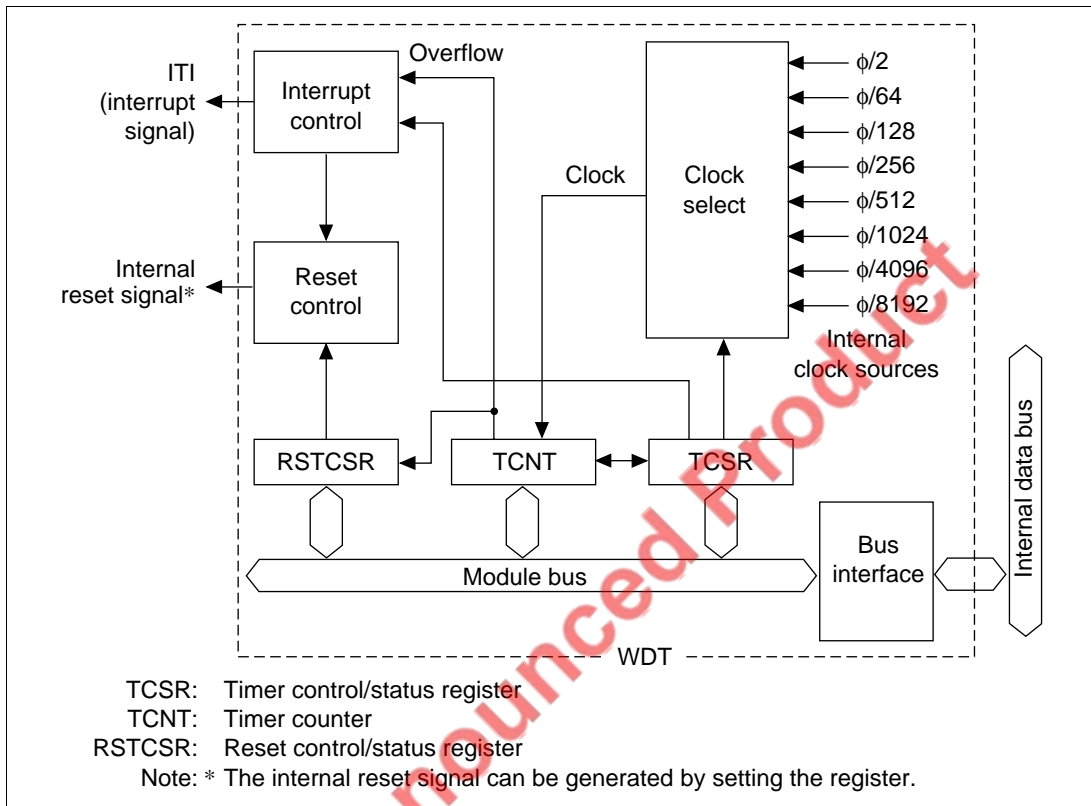 Overflow
ITI
(interrupt
signal)
Interrupt
control
Clock
Clock
select
ϕ/2
ϕ/64
ϕ/128
ϕ/256
ϕ/512
ϕ/1024
ϕ/4096
ϕ/8192
Internal
clock sources
Internal
reset signal*
Reset
control
RSTCSR
TCNT
TCSR
Module bus
Bus
interface
Internal data bus
WDT
TCSR: Timer control/status register
TCNT: Timer counter
RSTCSR: Reset control/status register
Note: * The internal reset signal can be generated by setting the register.
nounced Product